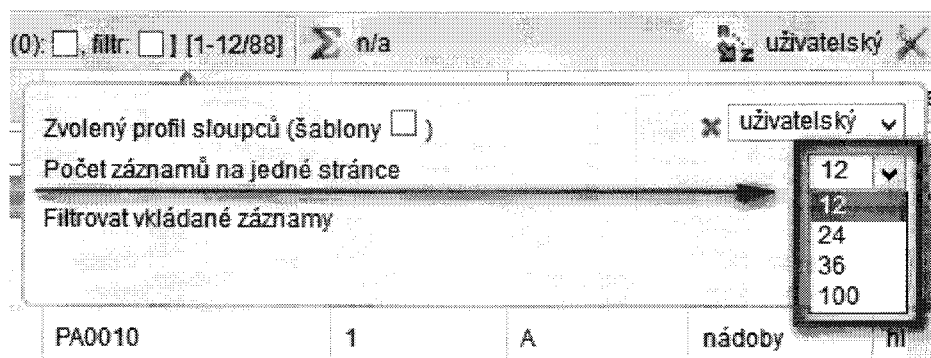 (0): , filtr: ] [1-12/88] Σ n/a uživatelský
Zvolený profil sloupců (šablony ) uživatelský
Počet záznamů na jedné stránce 12
12
Filtrovat vkládané záznamy
24
36
100
PA0010 1 A nádoby